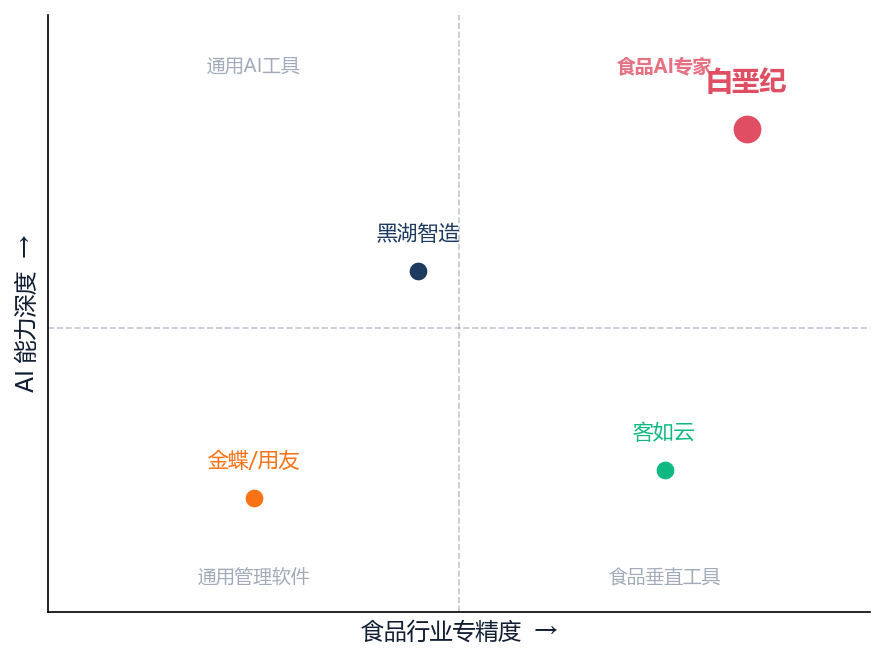 通用AI工具
食品AI专家
白垩纪
黑湖智造
AI 能力深度 →
客如云
金蝶/用友
通用管理软件
食品垂直工具
食品行业专精度 →